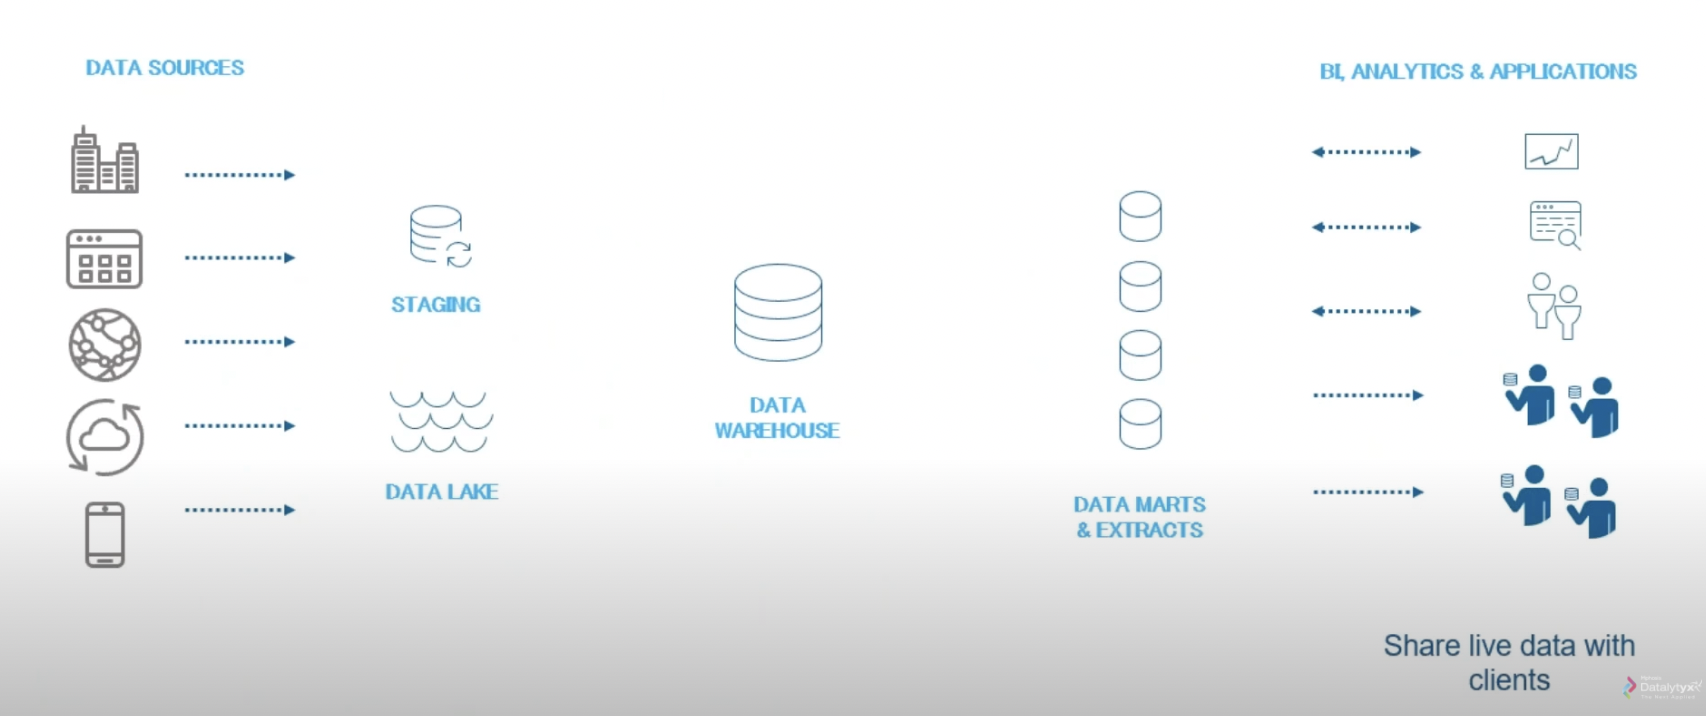 DATA SOURCES
BI, ANALYTICS & APPLICATIONS
STAGING
DATA LAKE
DATA
WAREHOUSE
DATA MARTS
& EXTRACTS
Share live data with
clients
Datalytyx